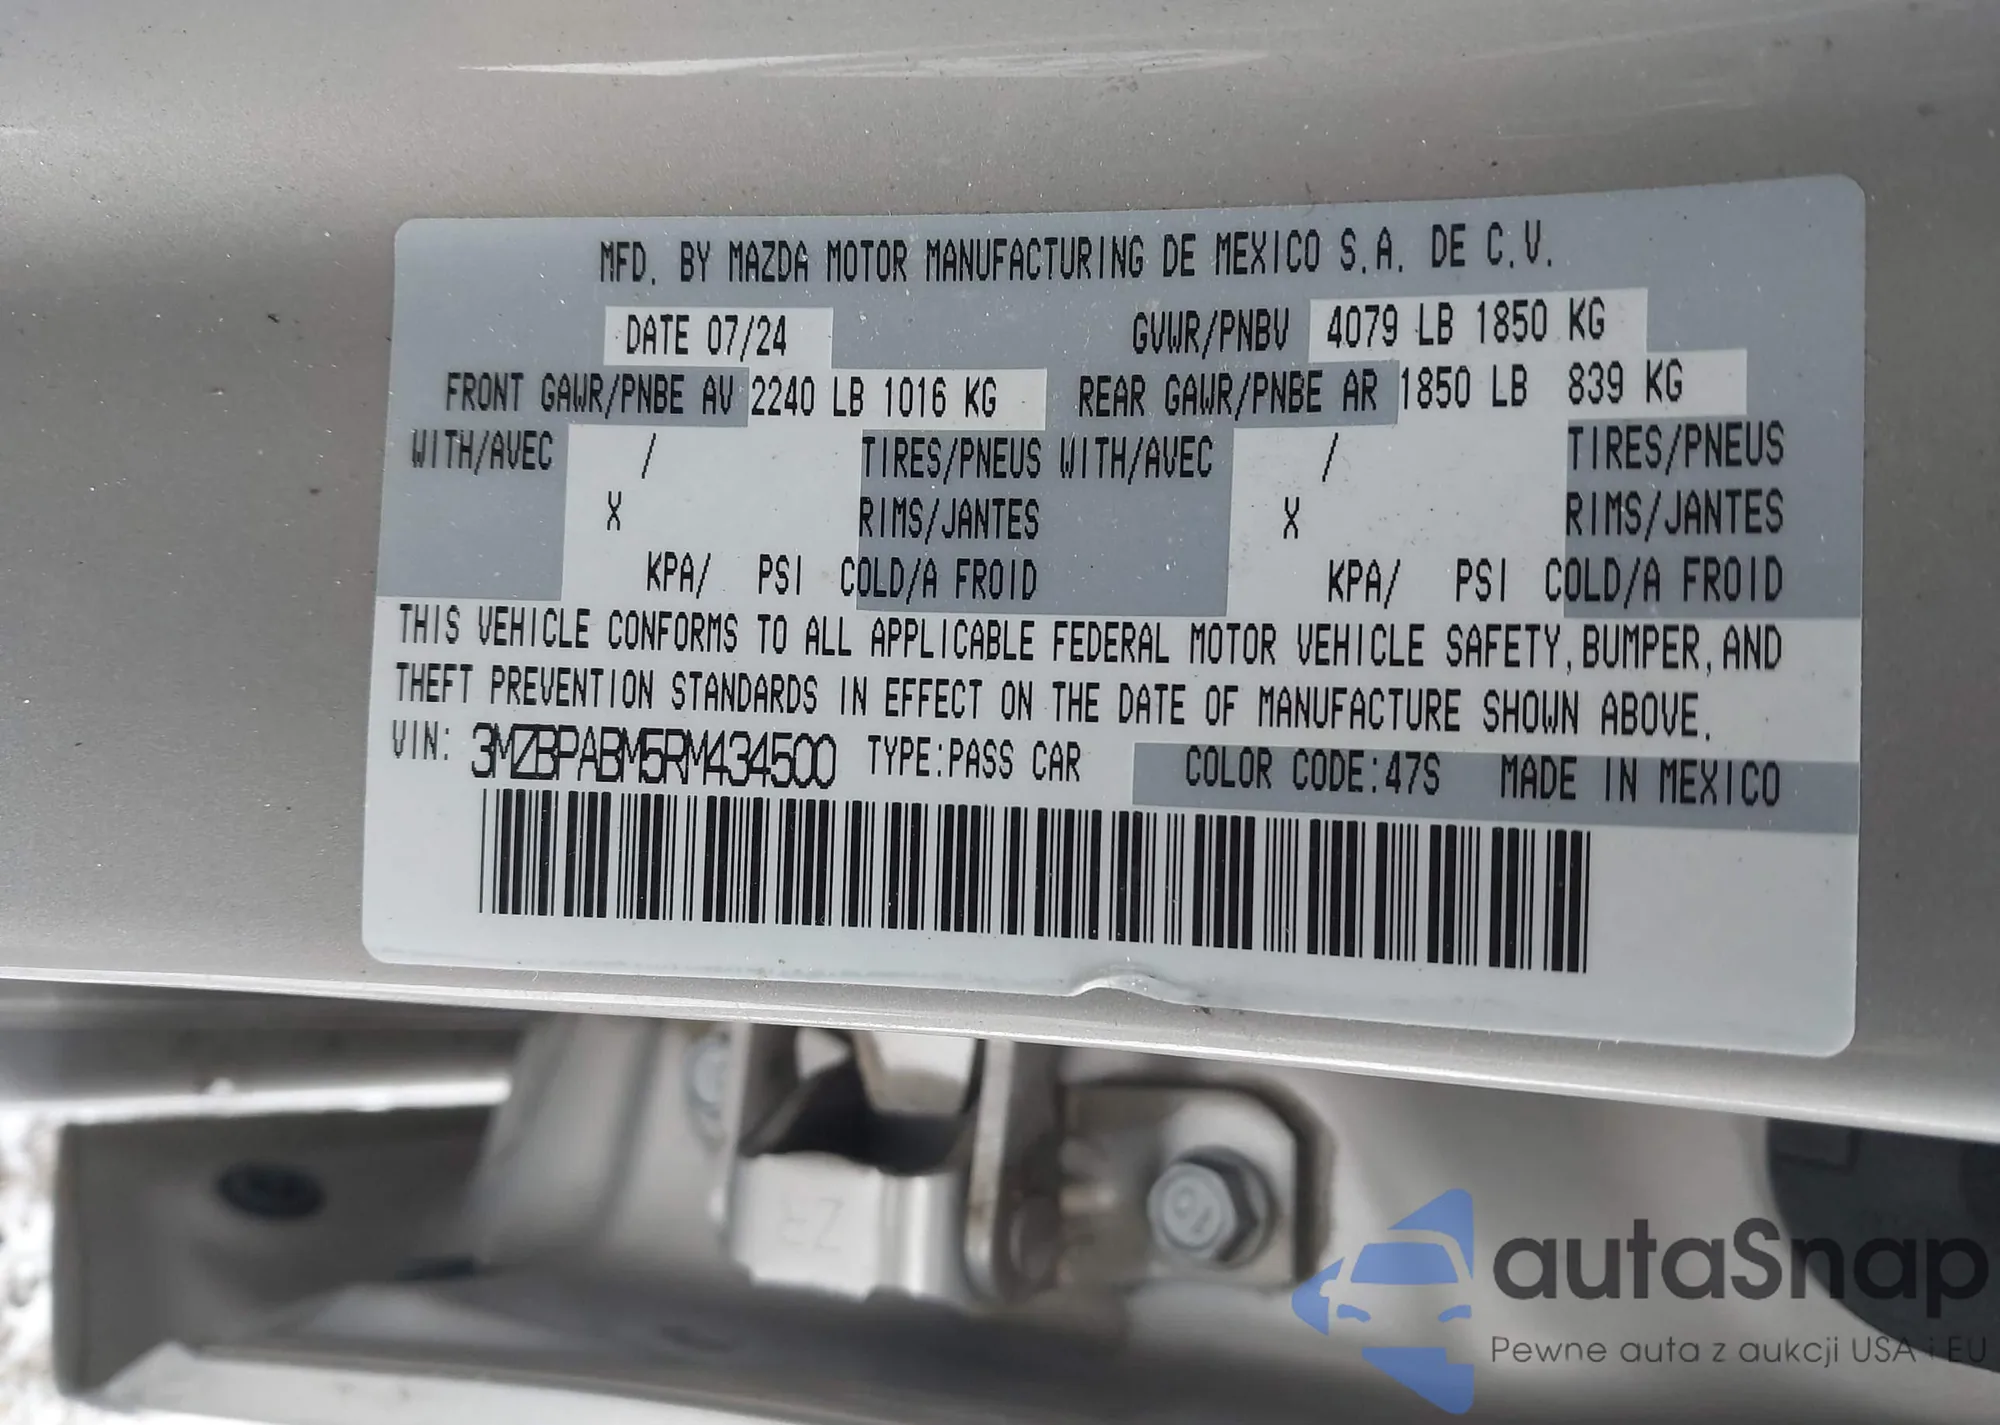 MFD. BY MAZDA MOTOR MANUFACTURING DE MEXICO S.A. DE C.V.
DATE 07/24 GVWR/PNBV 4079 LB 1850 KG
FRONT GAWR/PNBE AV 2240 LB 1016 KG REAR GAWR/PNBE AR 1850 LB 839 KG
WITH/AVEC / TIRES/PNEUS WITH/AVEC / TIRES/PNEUS
X RIMS/JANTES X RIMS/JANTES
KPA/ PSI COLD/A FROID KPA/ PSI COLD/A FROID
THIS VEHICLE CONFORMS TO ALL APPLICABLE FEDERAL MOTOR VEHICLE SAFETY, BUMPER, AND
THEFT PREVENTION STANDARDS IN EFFECT ON THE DATE OF MANUFACTURE SHOWN ABOVE.
VIN: 3MZBPABM5RM434500 TYPE:PASS CAR COLOR CODE:47S MADE IN MEXICO
autaSnap
Pewne auta z aukcji USA i EU